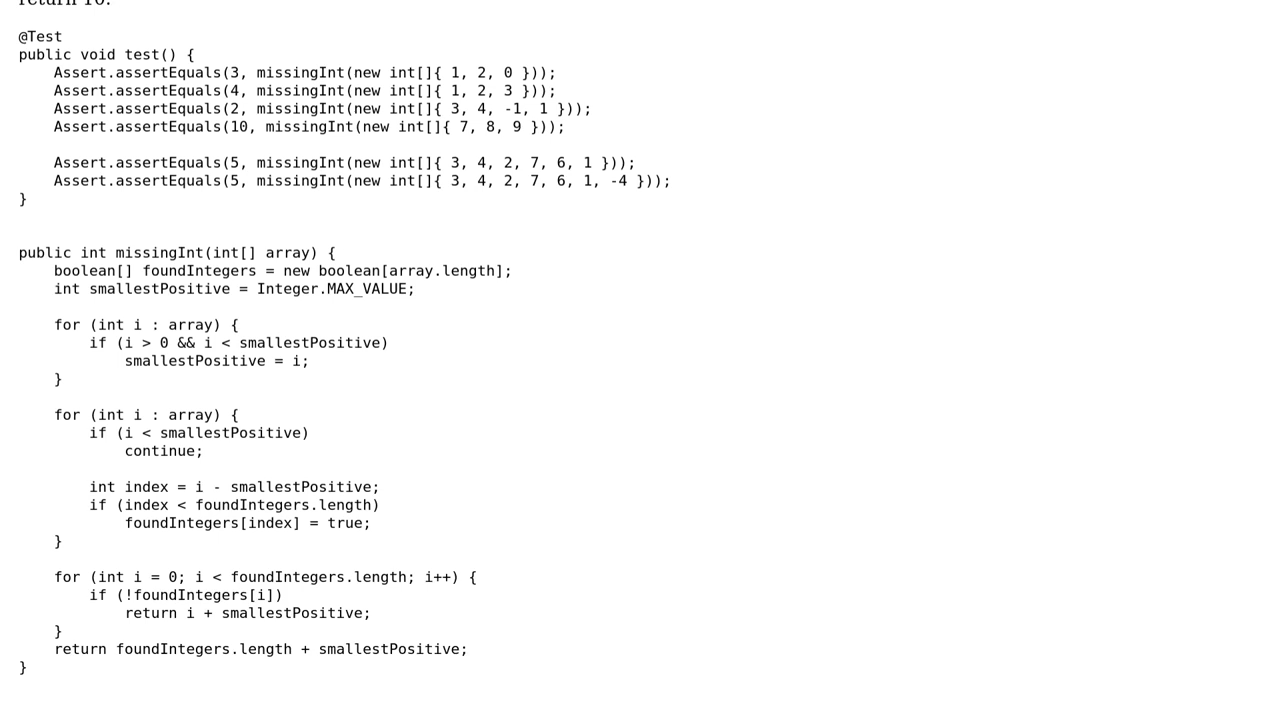 return 10.
@Test
public void test() {
    Assert.assertEquals(3, missingInt(new int[]{ 1, 2, 0 }));
    Assert.assertEquals(4, missingInt(new int[]{ 1, 2, 3 }));
    Assert.assertEquals(2, missingInt(new int[]{ 3, 4, -1, 1 }));
    Assert.assertEquals(10, missingInt(new int[]{ 7, 8, 9 }));

    Assert.assertEquals(5, missingInt(new int[]{ 3, 4, 2, 7, 6, 1 }));
    Assert.assertEquals(5, missingInt(new int[]{ 3, 4, 2, 7, 6, 1, -4 }));
}

public int missingInt(int[] array) {
    boolean[] foundIntegers = new boolean[array.length];
    int smallestPositive = Integer.MAX_VALUE;

    for (int i : array) {
        if (i > 0 && i < smallestPositive)
            smallestPositive = i;
    }

    for (int i : array) {
        if (i < smallestPositive)
            continue;

        int index = i - smallestPositive;
        if (index < foundIntegers.length)
            foundIntegers[index] = true;
    }

    for (int i = 0; i < foundIntegers.length; i++) {
        if (!foundIntegers[i])
            return i + smallestPositive;
    }
    return foundIntegers.length + smallestPositive;
}